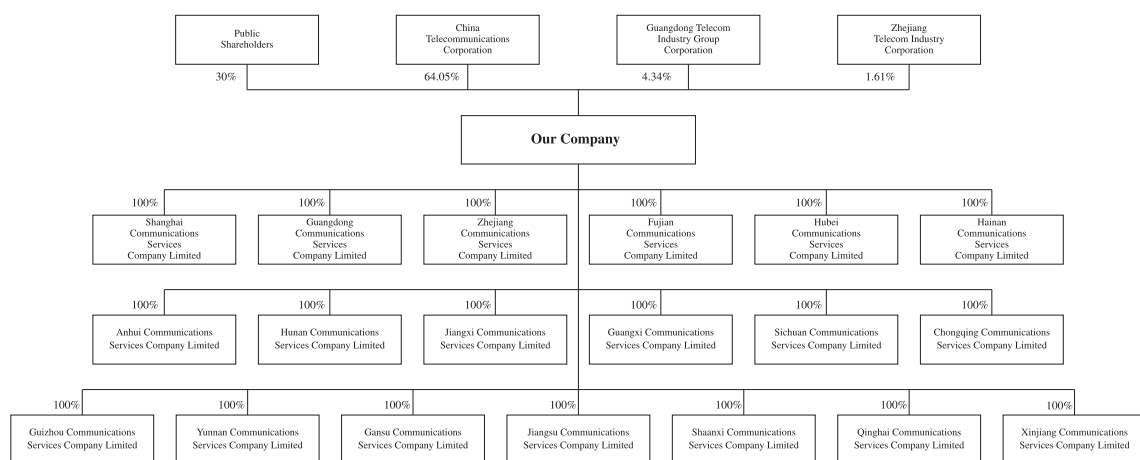 Public
Shareholders
China
Telecommunications
Corporation
Guangdong Telecom
Industry Group
Corporation
Zhejiang
Telecom Industry
Corporation
30%
64.05%
4.34%
1.61%
Our Company
100%
100%
100%
100%
100%
100%
Shanghai
Communications
Services
Company Limited
Guangdong
Communications
Services
Company Limited
Zhejiang
Communications
Services
Company Limited
Fujian
Communications
Services
Company Limited
Hubei
Communications
Services
Company Limited
Hainan
Communications
Services
Company Limited
100%
100%
100%
100%
100%
100%
Anhui Communications
Services Company Limited
Hunan Communications
Services Company Limited
Jiangxi Communications
Services Company Limited
Guangxi Communications
Services Company Limited
Sichuan Communications
Services Company Limited
Chongqing Communications
Services Company Limited
100%
100%
100%
100%
100%
100%
100%
Guizhou Communications
Services Company Limited
Yunnan Communications
Services Company Limited
Gansu Communications
Services Company Limited
Jiangsu Communications
Services Company Limited
Shaanxi Communications
Services Company Limited
Qinghai Communications
Services Company Limited
Xinjiang Communications
Services Company Limited